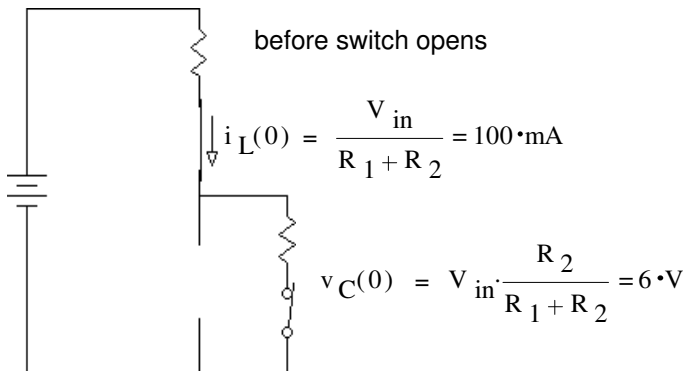 before switch opens
i L(0) = V in / (R 1 + R 2) = 100·mA
v C(0) = V in· R 2 / (R 1 + R 2) = 6·V